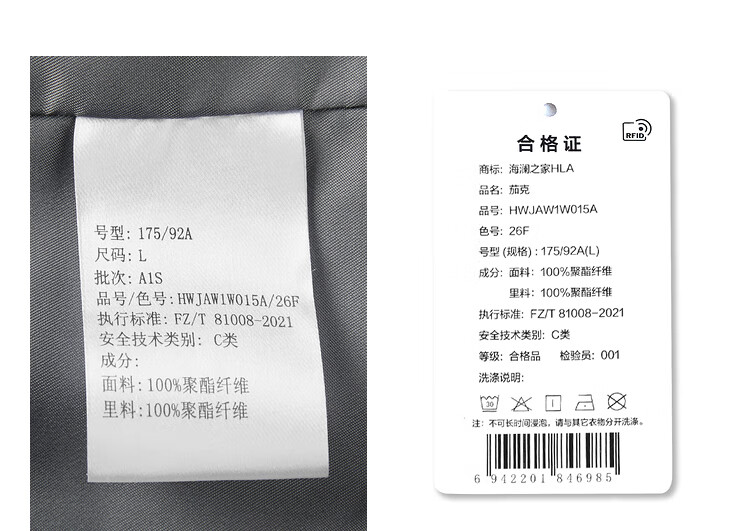 号型: 175/92A
尺码: L
批次: A1S
品号/色号: HWJAW1W015A/26F
执行标准: FZ/T 81008-2021
安全技术类别: C类
成分:
面料: 100%聚酯纤维
里料: 100%聚酯纤维
RFID
合格证
商标: 海澜之家HLA
品名: 茄克
品号: HWJAW1W015A
色号: 26F
号型 (规格) : 175/92A(L)
成分: 面料: 100%聚酯纤维
里料: 100%聚酯纤维
执行标准: FZ/T 81008-2021
安全技术类别: C类
等级: 合格品 检验员: 001
洗涤说明:
30
注: 不可长时间浸泡, 请与其它衣物分开洗涤.
6 942201 846985